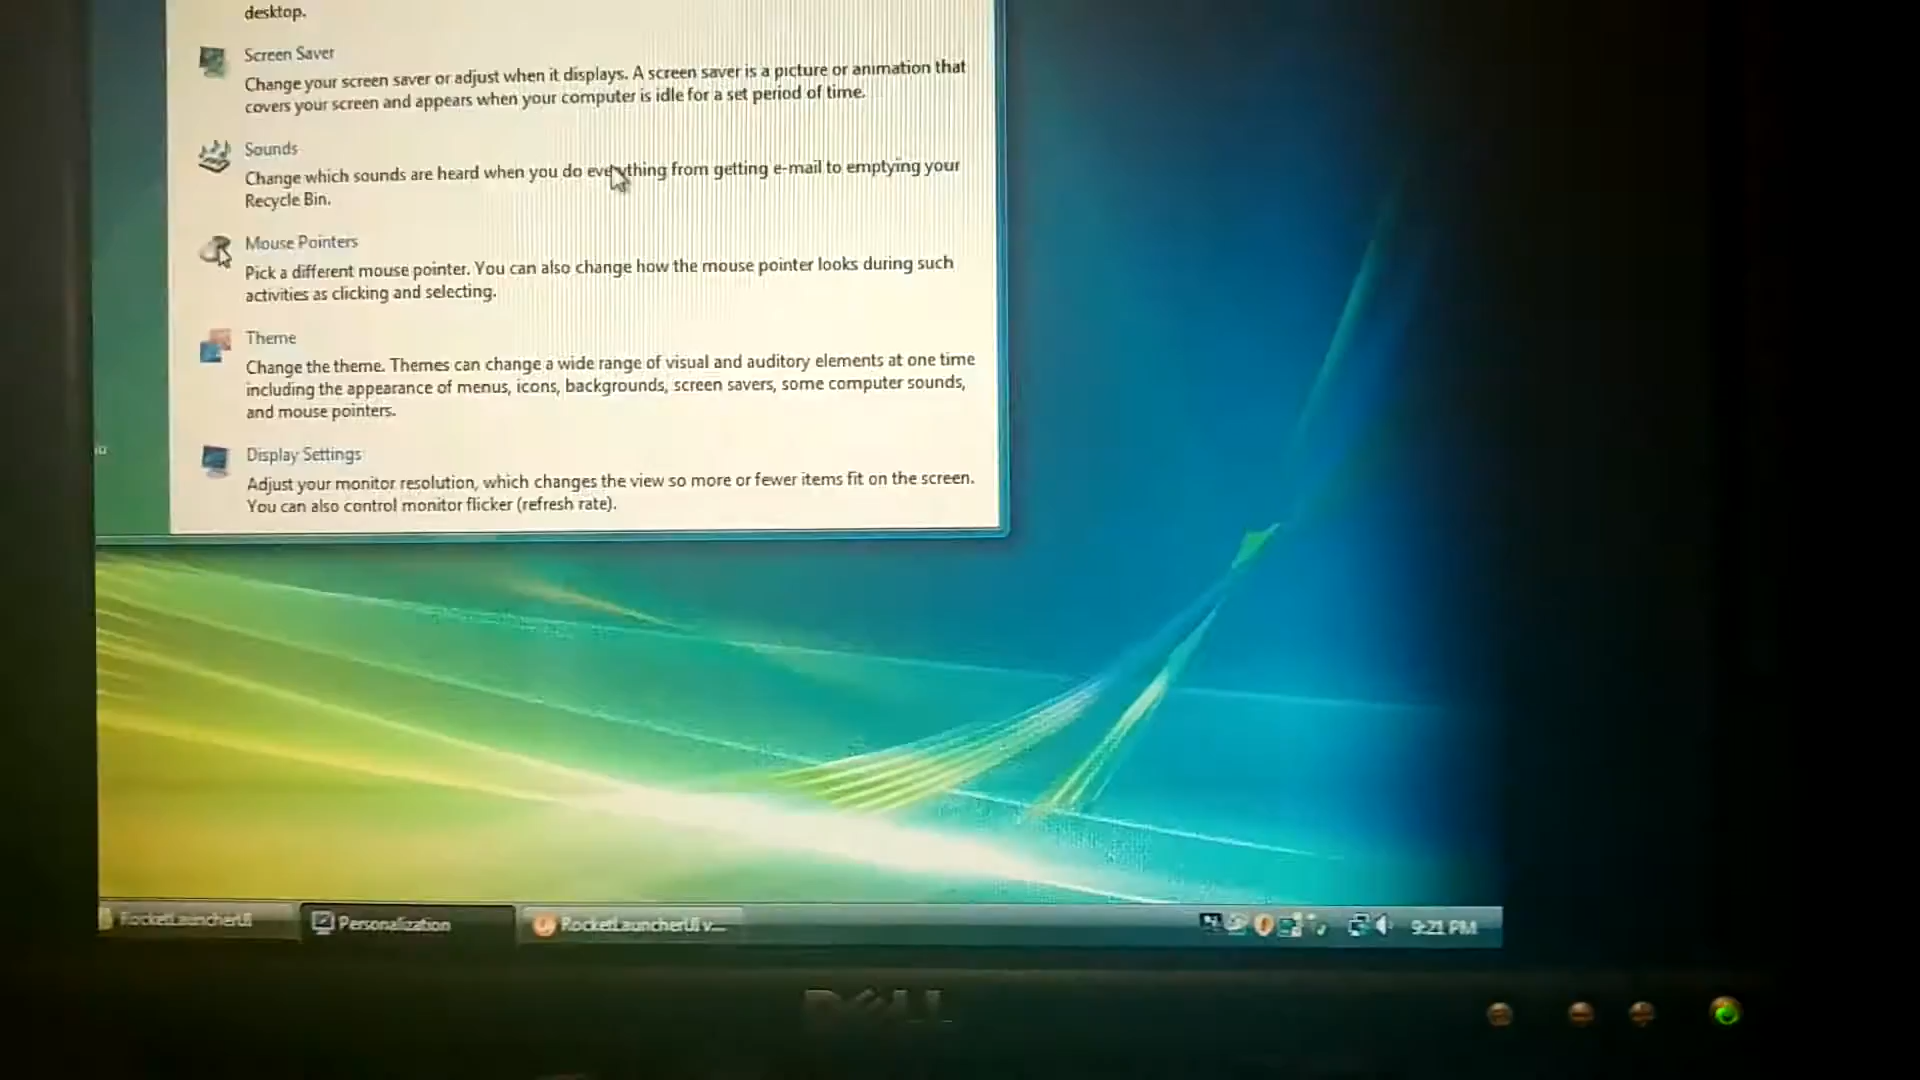 desktop.
Screen Saver
Change your screen saver or adjust when it displays. A screen saver is a picture or animation that
covers your screen and appears when your computer is idle for a set period of time.
Sounds
Change which sounds are heard when you do everything from getting e-mail to emptying your
Recycle Bin.
Mouse Pointers
Pick a different mouse pointer. You can also change how the mouse pointer looks during such
activities as clicking and selecting.
Theme
Change the theme. Themes can change a wide range of visual and auditory elements at one time
including the appearance of menus, icons, backgrounds, screen savers, some computer sounds,
and mouse pointers.
Display Settings
Adjust your monitor resolution, which changes the view so more or fewer items fit on the screen.
You can also control monitor flicker (refresh rate).
RocketLauncherUI
Personalization
RocketLauncherUI v...
9:21 PM
DELL